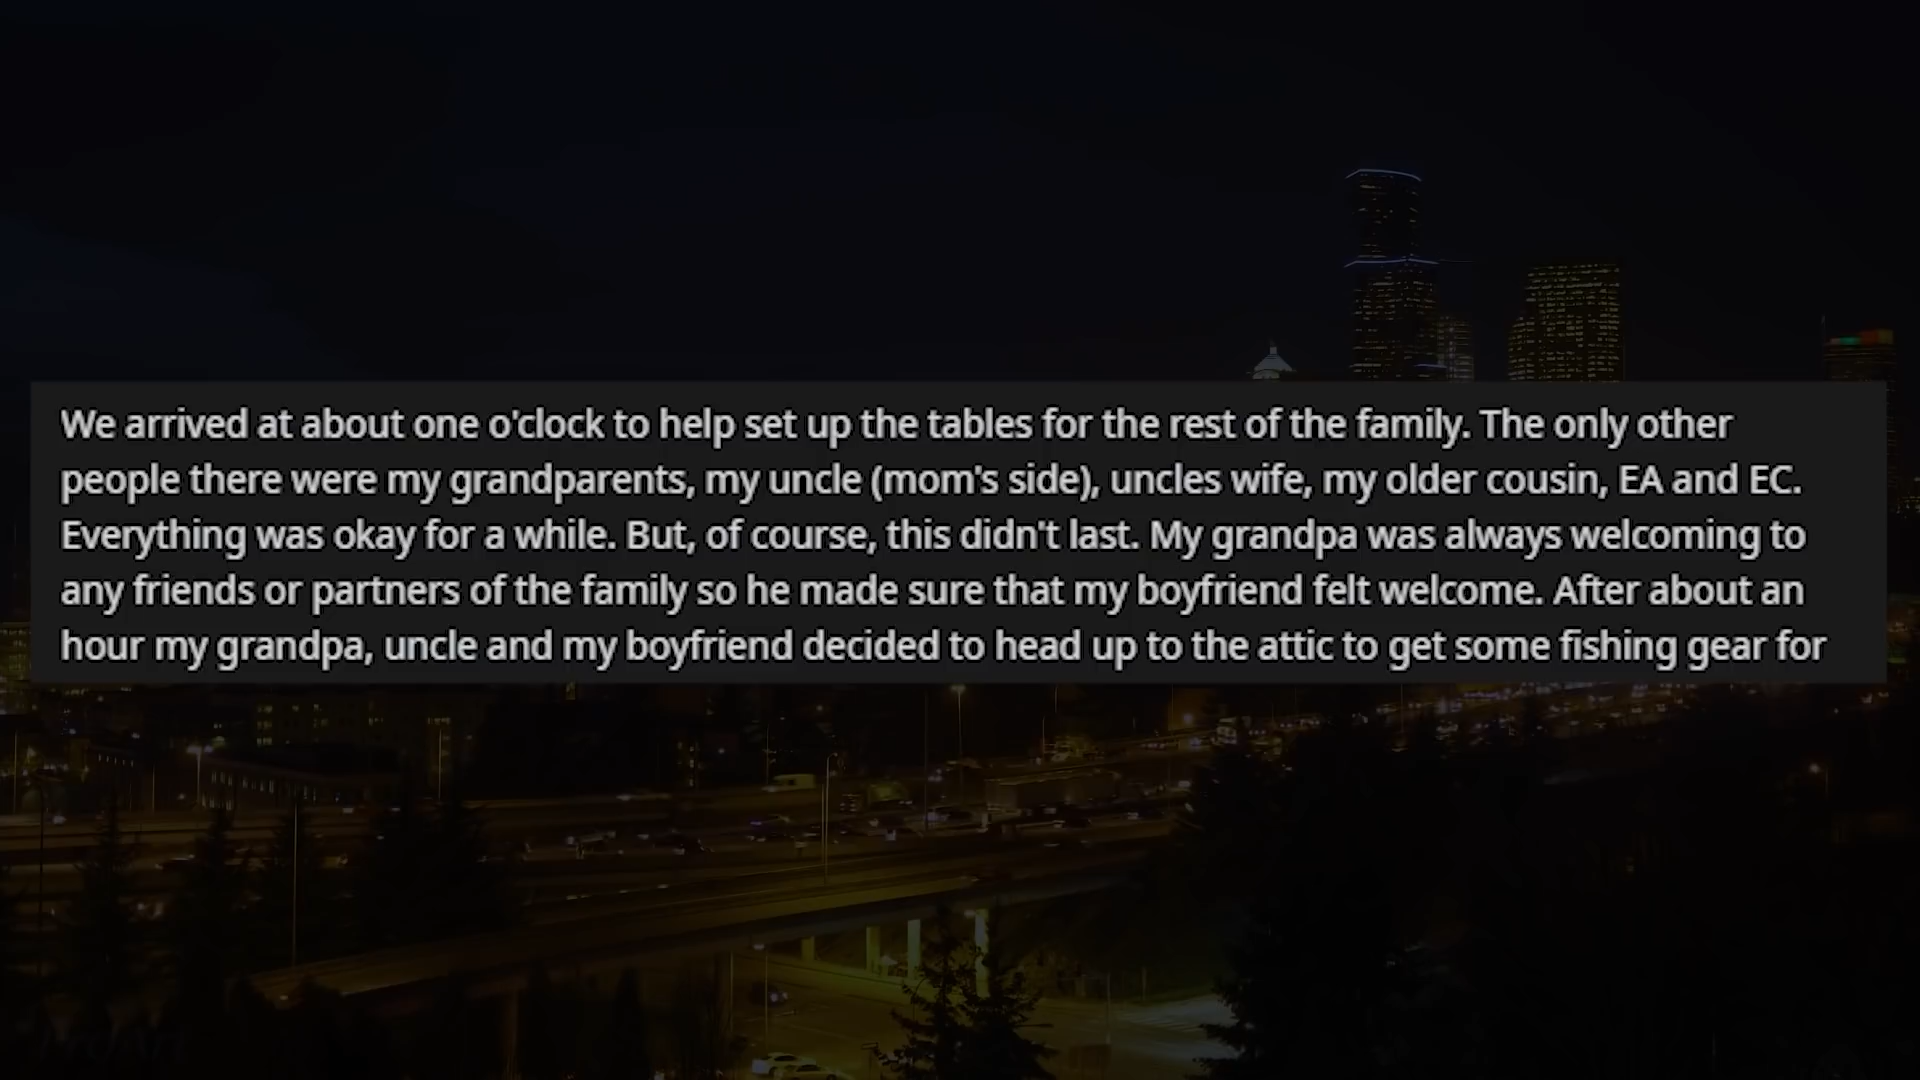 We arrived at about one o'clock to help set up the tables for the rest of the family. The only other
people there were my grandparents, my uncle (mom's side), uncles wife, my older cousin, EA and EC.
Everything was okay for a while. But, of course, this didn't last. My grandpa was always welcoming to
any friends or partners of the family so he made sure that my boyfriend felt welcome. After about an
hour my grandpa, uncle and my boyfriend decided to head up to the attic to get some fishing gear for